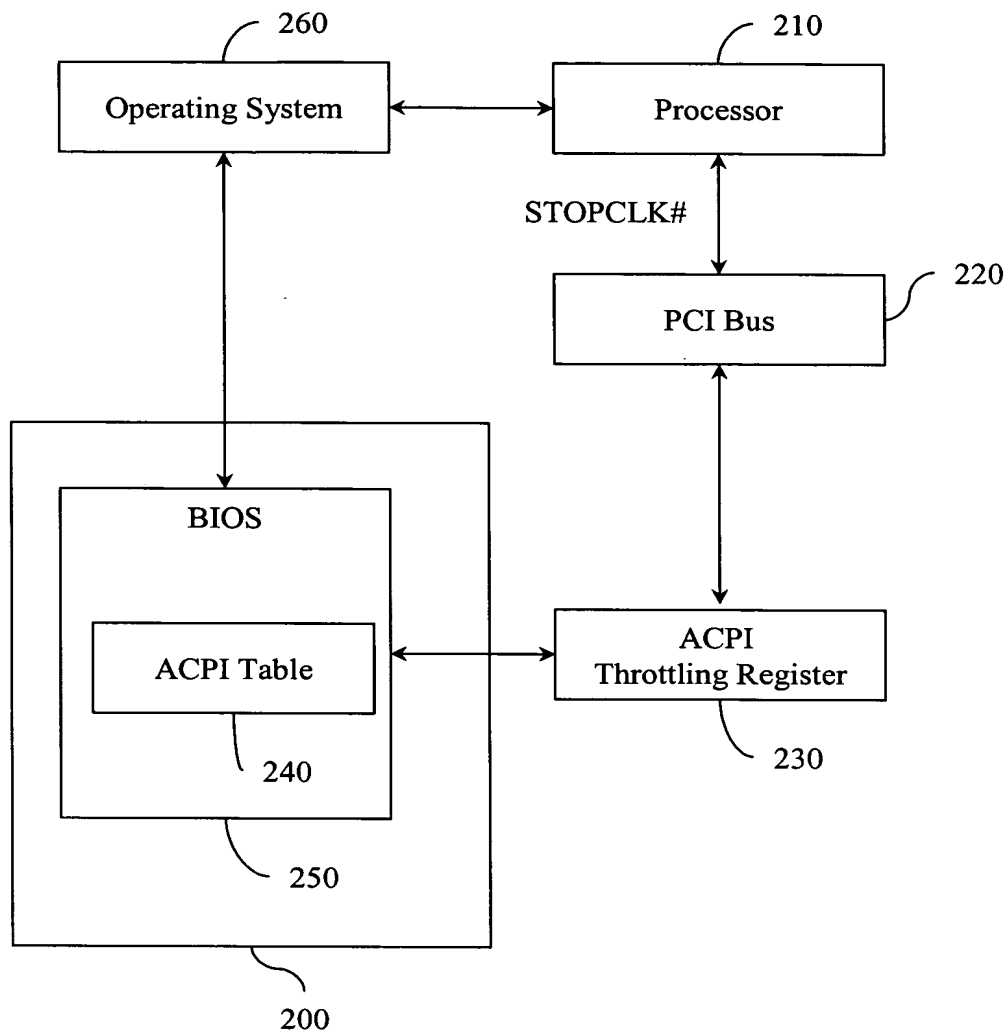 260
210
Operating System
Processor
STOPCLK#
220
PCI Bus
BIOS
ACPI Table
ACPI
Throttling Register
240
230
250
200